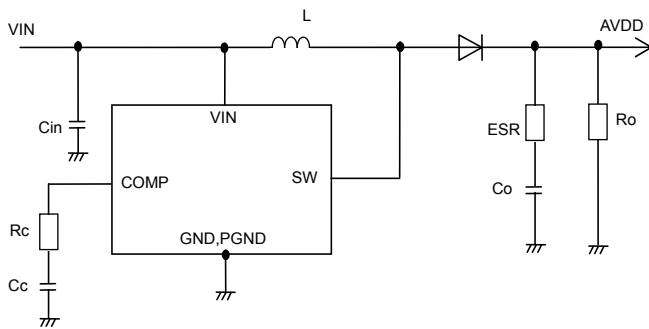 L
VIN
AVDD
Cin
VIN
ESR
Ro
COMP
SW
Co
Rc
GND,PGND
Cc